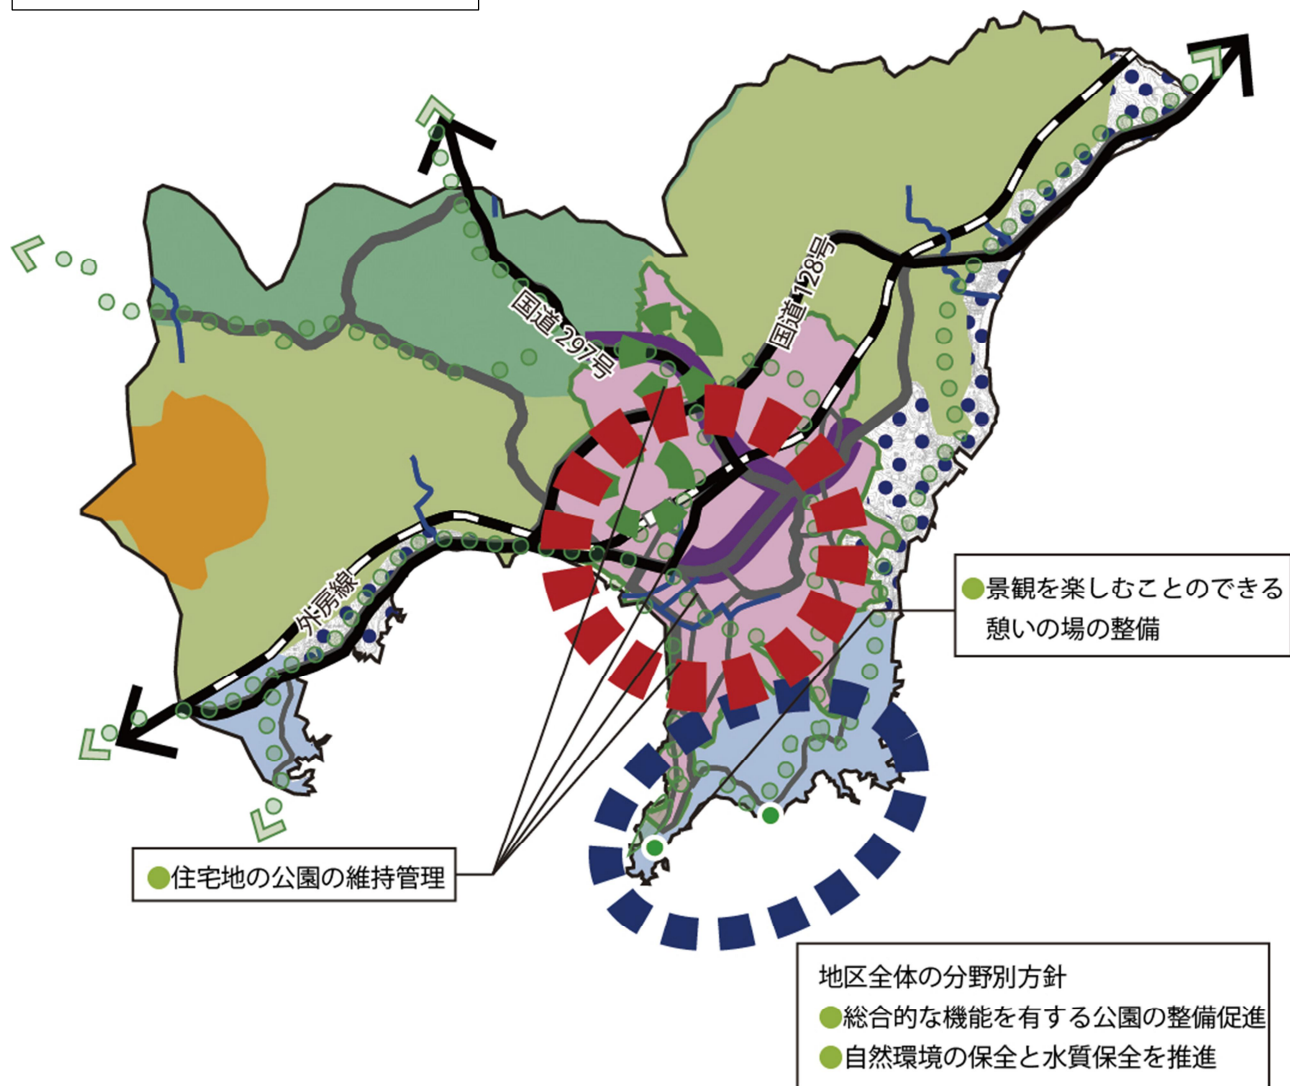 国道 297号
国道 128号
外房線
●景観を楽しむことのできる
憩いの場の整備
●住宅地の公園の維持管理
地区全体の分野別方針
●総合的な機能を有する公園の整備促進
●自然環境の保全と水質保全を推進